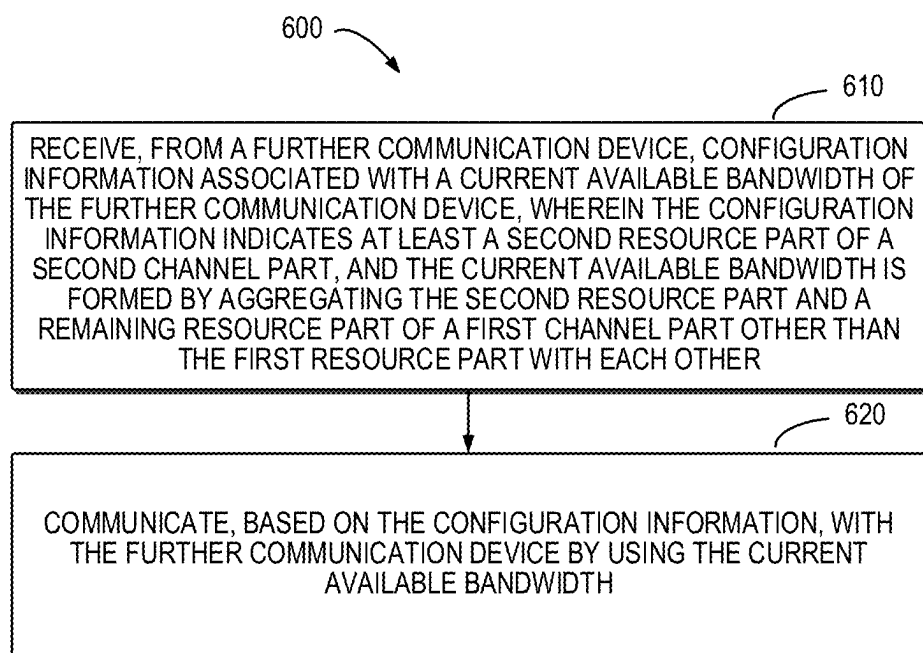 600
610
RECEIVE, FROM A FURTHER COMMUNICATION DEVICE, CONFIGURATION
INFORMATION ASSOCIATED WITH A CURRENT AVAILABLE BANDWIDTH OF
THE FURTHER COMMUNICATION DEVICE, WHEREIN THE CONFIGURATION
INFORMATION INDICATES AT LEAST A SECOND RESOURCE PART OF A
SECOND CHANNEL PART, AND THE CURRENT AVAILABLE BANDWIDTH IS
FORMED BY AGGREGATING THE SECOND RESOURCE PART AND A
REMAINING RESOURCE PART OF A FIRST CHANNEL PART OTHER THAN
THE FIRST RESOURCE PART WITH EACH OTHER
620
COMMUNICATE, BASED ON THE CONFIGURATION INFORMATION, WITH
THE FURTHER COMMUNICATION DEVICE BY USING THE CURRENT
AVAILABLE BANDWIDTH